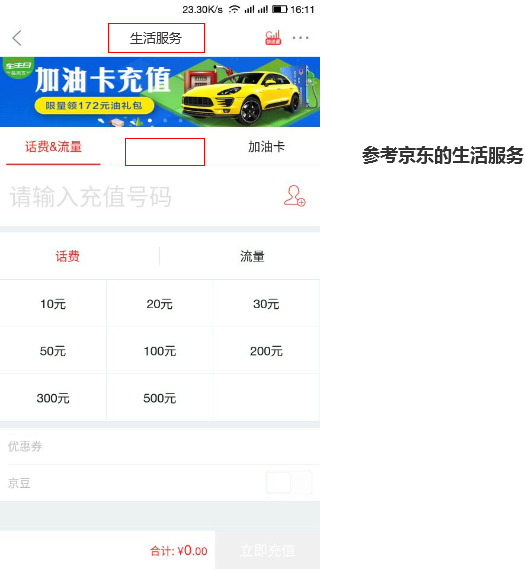 23.30K/s 16:11
生活服务
车主日
加油卡充值
限量领172元油礼包
话费&流量
加油卡
参考京东的生活服务
请输入充值号码
话费
流量
10元 20元 30元
50元 100元 200元
300元 500元
优惠券
京豆
合计: ¥0.00
立即充值